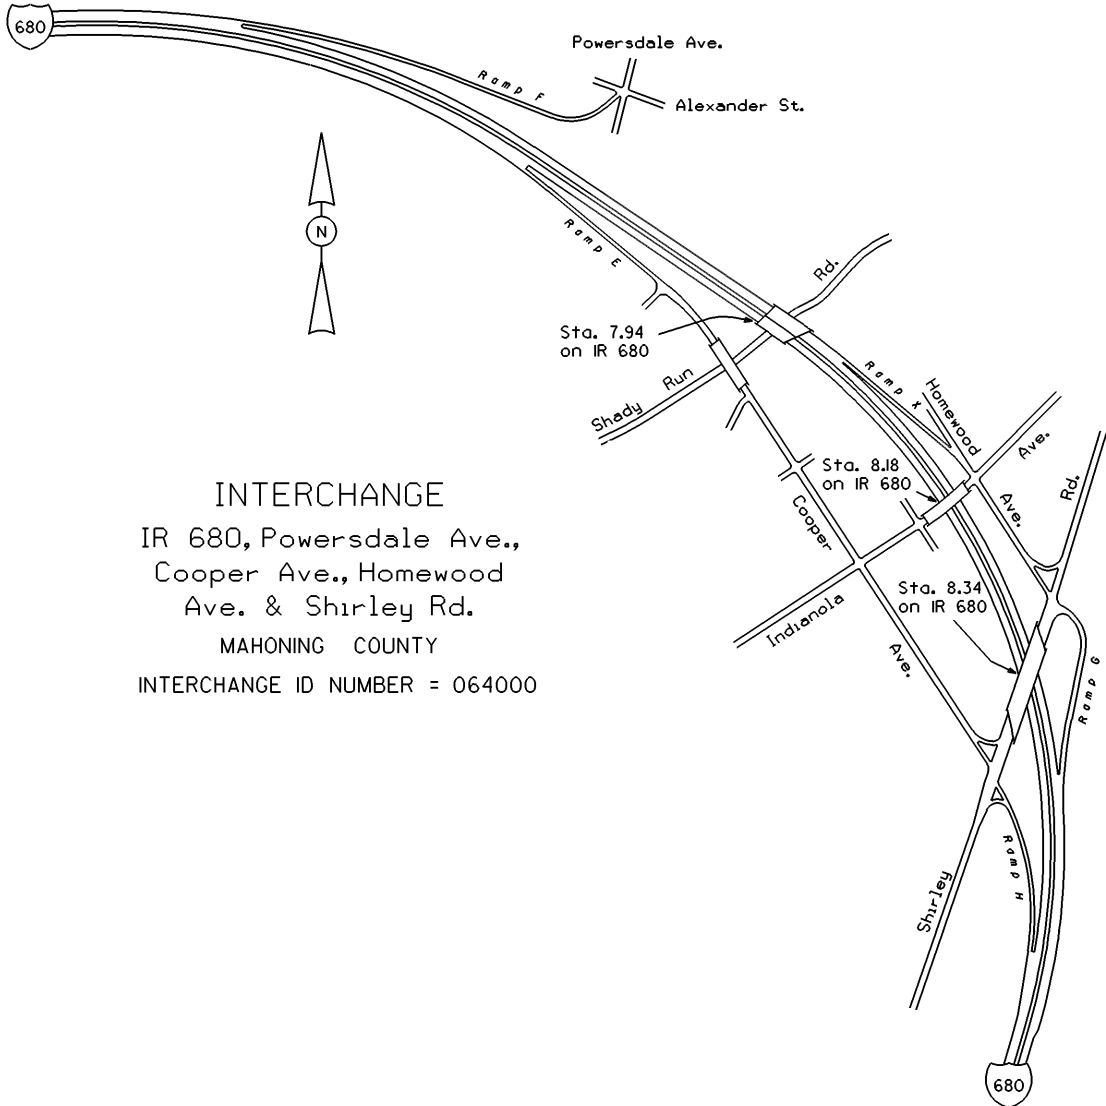 680
Powersdale Ave.
Ramp F
Alexander St.
N
Ramp E
Rd.
Sta. 7.94
on IR 680
Shady Run
Ramp X
Homewood
Ave.
Sta. 8.18
on IR 680
Rd.
Ave.
Cooper
INTERCHANGE
IR 680, Powersdale Ave.,
Cooper Ave., Homewood
Ave. & Shirley Rd.
MAHONING COUNTY
INTERCHANGE ID NUMBER = 064000
Sta. 8.34
on IR 680
Indianola
Ave.
Ramp G
Ramp H
Shirley
680